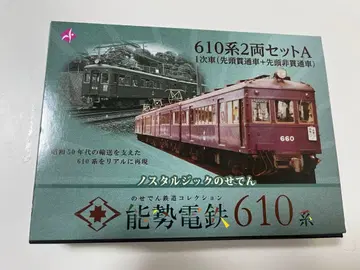 610系2両セットA
1次車(先頭貫通車+先頭非貫通車)
660
昭和50年代の輸送を支えた
610系をリアルに再現
ノスタルジックのせでん
のせでん鉄道コレクション
能勢電鉄610系